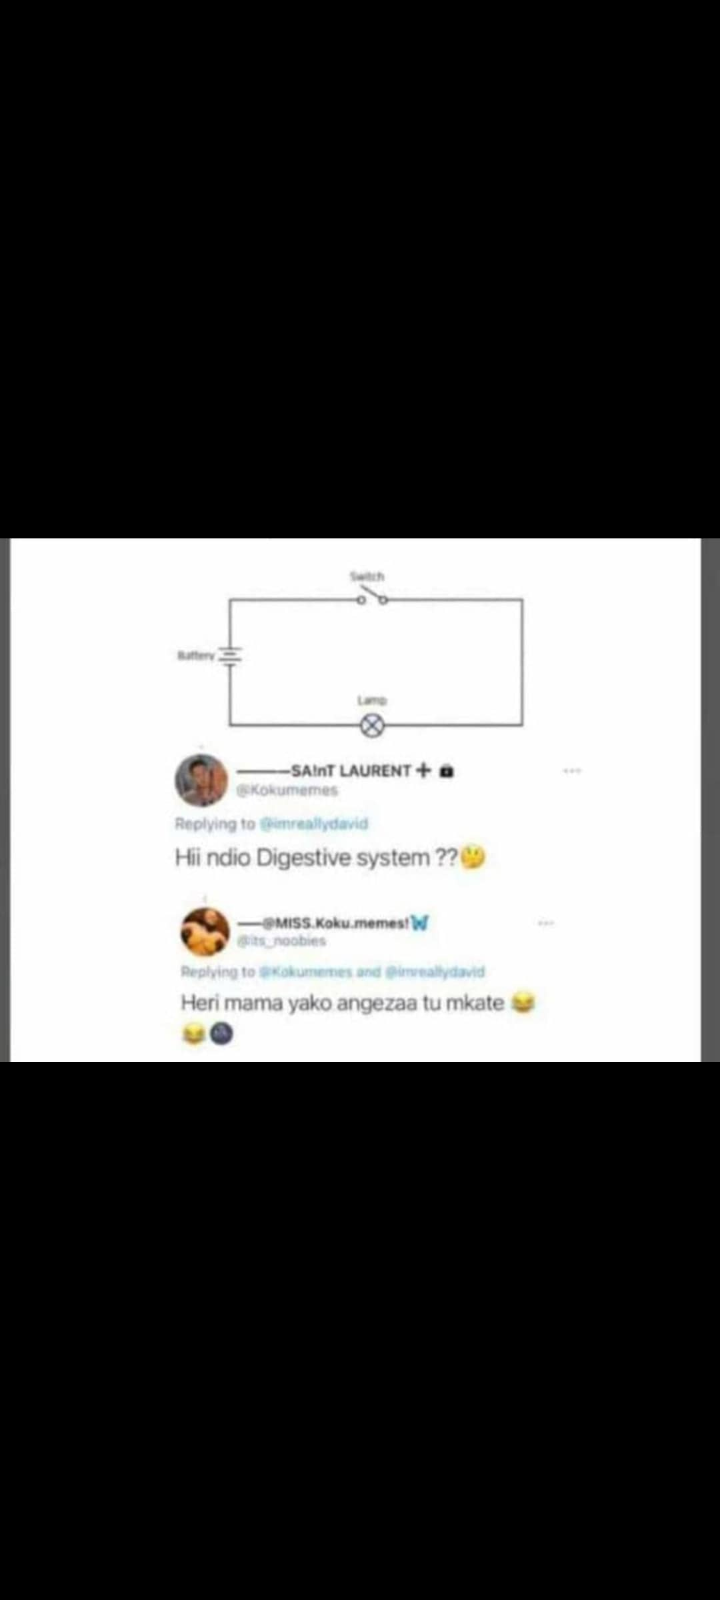 Switch
Battery
Lamp
———SA!nT LAURENT
@Kokumemes
Replying to @imreallydavid
Hii ndio Digestive system ??🤔
—@MISS.Koku.memes!🦋
@its_noobies
Replying to @Kokumemes and @imreallydavid
Heri mama yako angezaa tu mkate 😂
😂